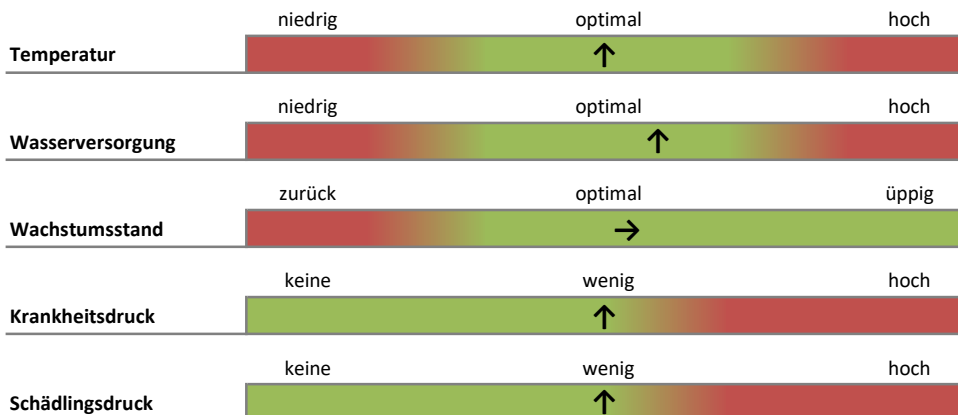 niedrig optimal hoch
Temperatur
niedrig optimal hoch
Wasserversorgung
zurück optimal üppig
Wachstumsstand
keine wenig hoch
Krankheitsdruck
keine wenig hoch
Schädlingsdruck